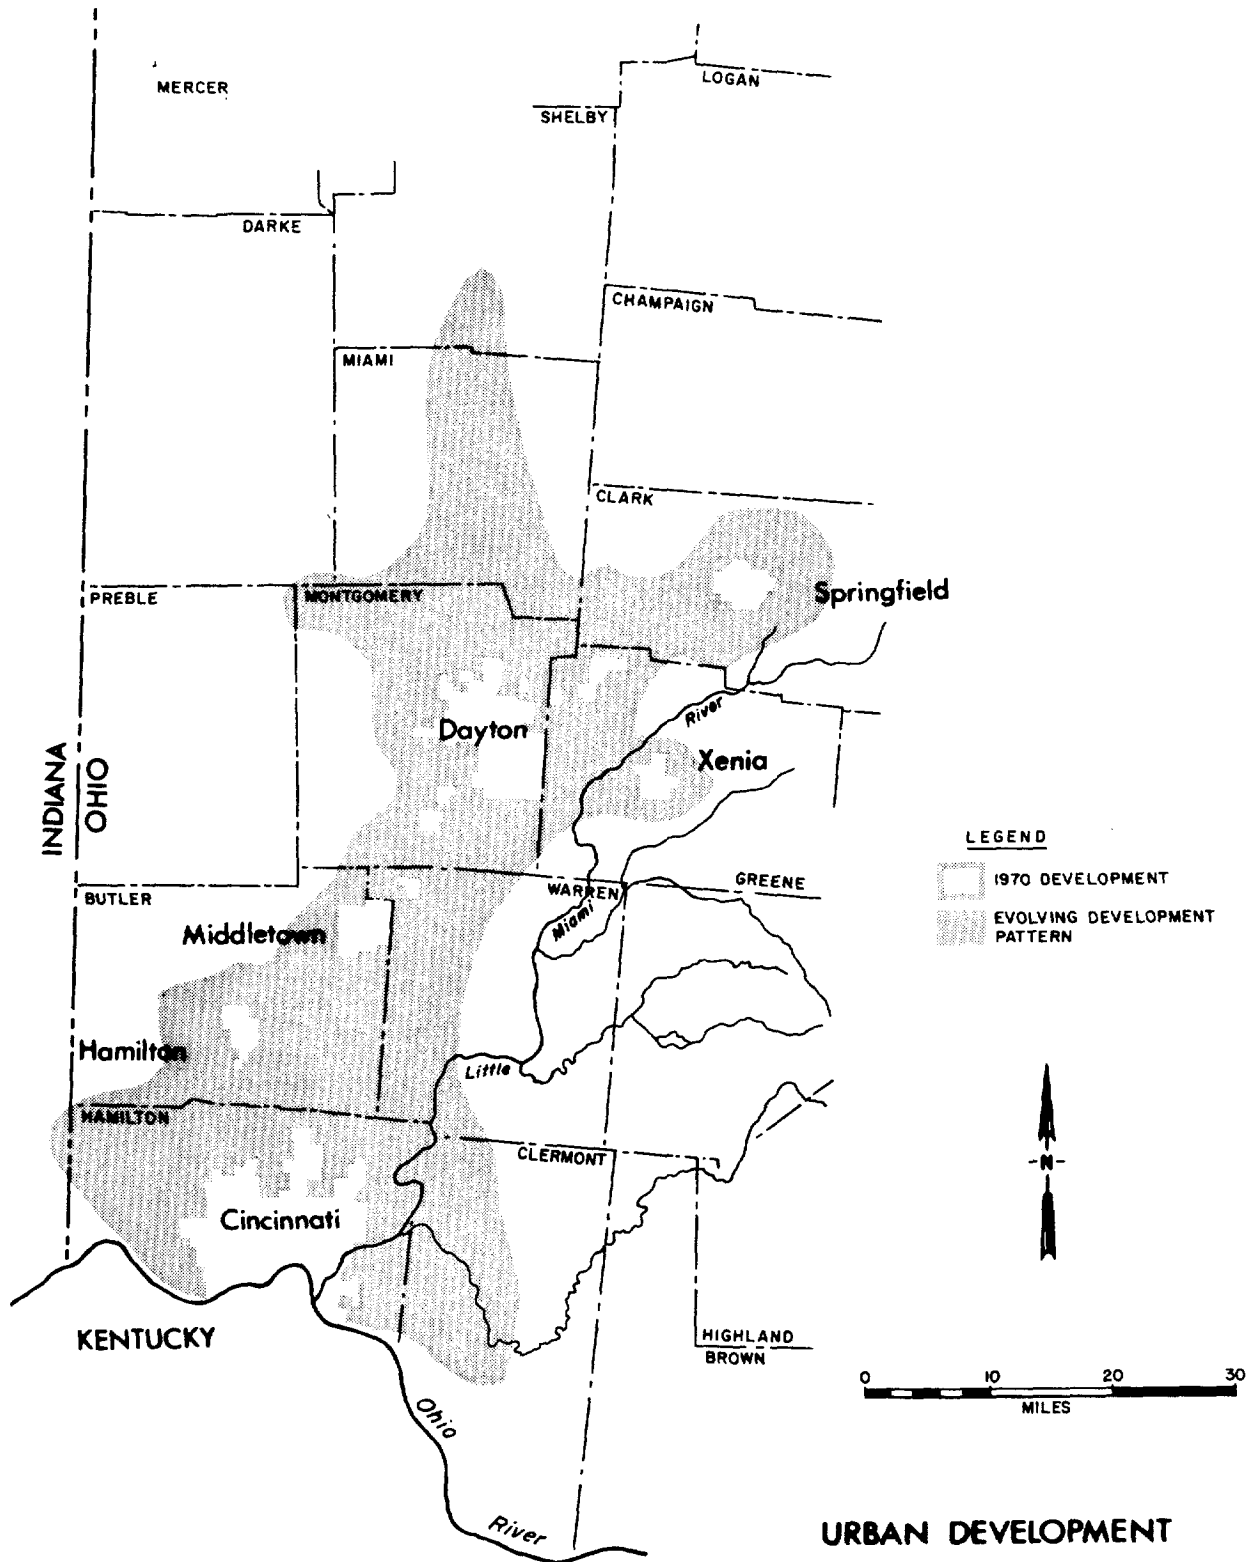 MERCER
LOGAN
SHELBY
DARKE
CHAMPAIGN
MIAMI
CLARK
PREBLE
MONTGOMERY
Springfield
River
Dayton
Xenia
INDIANA
OHIO
LEGEND
1970 DEVELOPMENT
EVOLVING DEVELOPMENT
PATTERN
BUTLER
WARREN
GREENE
Miami
Middletown
Hamilton
Little
HAMILTON
CLERMONT
N
Cincinnati
KENTUCKY
HIGHLAND
BROWN
0 10 20 30
MILES
Ohio
River
URBAN DEVELOPMENT